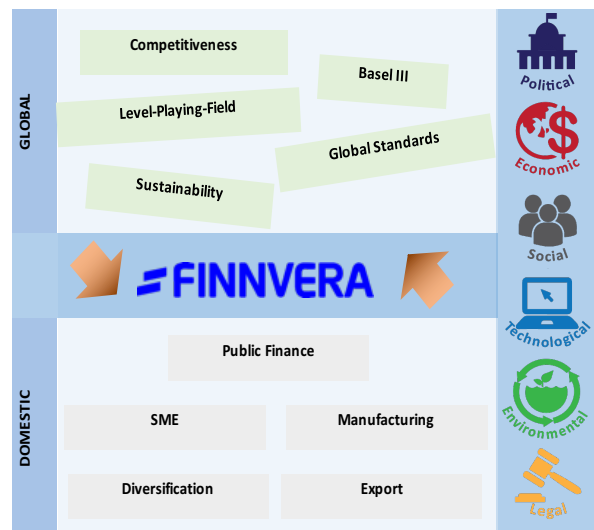 GLOBAL
Competitiveness
Basel III
Level-Playing-Field
Global Standards
Sustainability
FINNVERA
DOMESTIC
Public Finance
SME
Manufacturing
Diversification
Export
Political
$
Economic
Social
Technological
Environmental
Legal